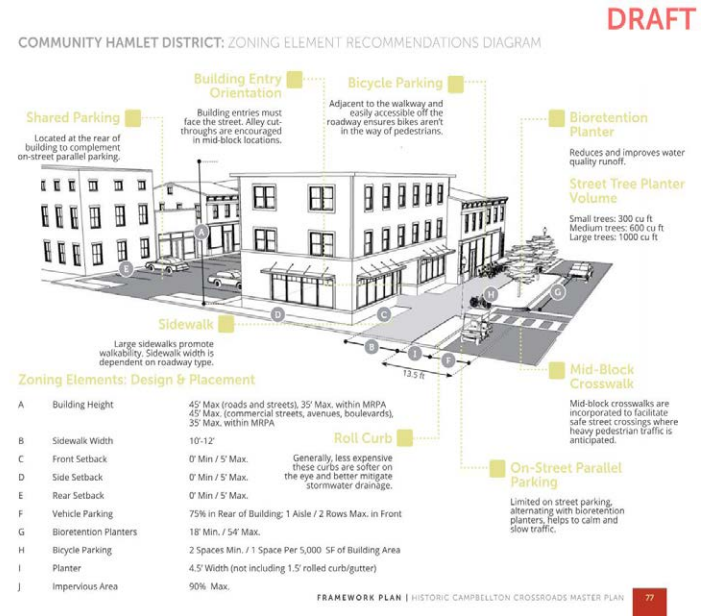 DRAFT
COMMUNITY HAMLET DISTRICT: ZONING ELEMENT RECOMMENDATIONS DIAGRAM
Shared Parking
Located at the rear of
building to complement
on-street parallel parking.
Building Entry
Orientation
Building entries must
face the street. Alley cut-
throughs are encouraged
in mid-block locations.
Bicycle Parking
Adjacent to the walkway and
easily accessible off the
roadway ensures bikes aren't
in the way of pedestrians.
Bioretention
Planter
Reduces and improves water
quality runoff.
Street Tree Planter
Volume
Small trees: 300 cu ft
Medium trees: 600 cu ft
Large trees: 1000 cu ft
A
E
D
C
H
G
B
I
F
13.5 ft
Sidewalk
Large sidewalks promote
walkability. Sidewalk width is
dependent on roadway type.
Mid-Block
Crosswalk
Mid-block crosswalks are
incorporated to facilitate
safe street crossings where
heavy pedestrian traffic is
anticipated.
Roll Curb
Generally, less expensive
these curbs are softer on
the eye and better mitigate
stormwater drainage.
On-Street Parallel
Parking
Limited on street parking,
alternating with bioretention
planters, helps to calm and
slow traffic.
Zoning Elements: Design & Placement
A Building Height 45' Max (roads and streets), 35' Max. within MRPA
45' Max. (commercial streets, avenues, boulevards),
35' Max. within MRPA
B Sidewalk Width 10'-12'
C Front Setback 0' Min / 5' Max.
D Side Setback 0' Min / 5' Max.
E Rear Setback 0' Min / 5' Max.
F Vehicle Parking 75% in Rear of Building; 1 Aisle / 2 Rows Max. in Front
G Bioretention Planters 18' Min. / 54' Max.
H Bicycle Parking 2 Spaces Min. / 1 Space Per 5,000 SF of Building Area
I Planter 4.5' Width (not including 1.5' rolled curb/gutter)
J Impervious Area 90% Max.
FRAMEWORK PLAN | HISTORIC CAMPBELLTON CROSSROADS MASTER PLAN 77